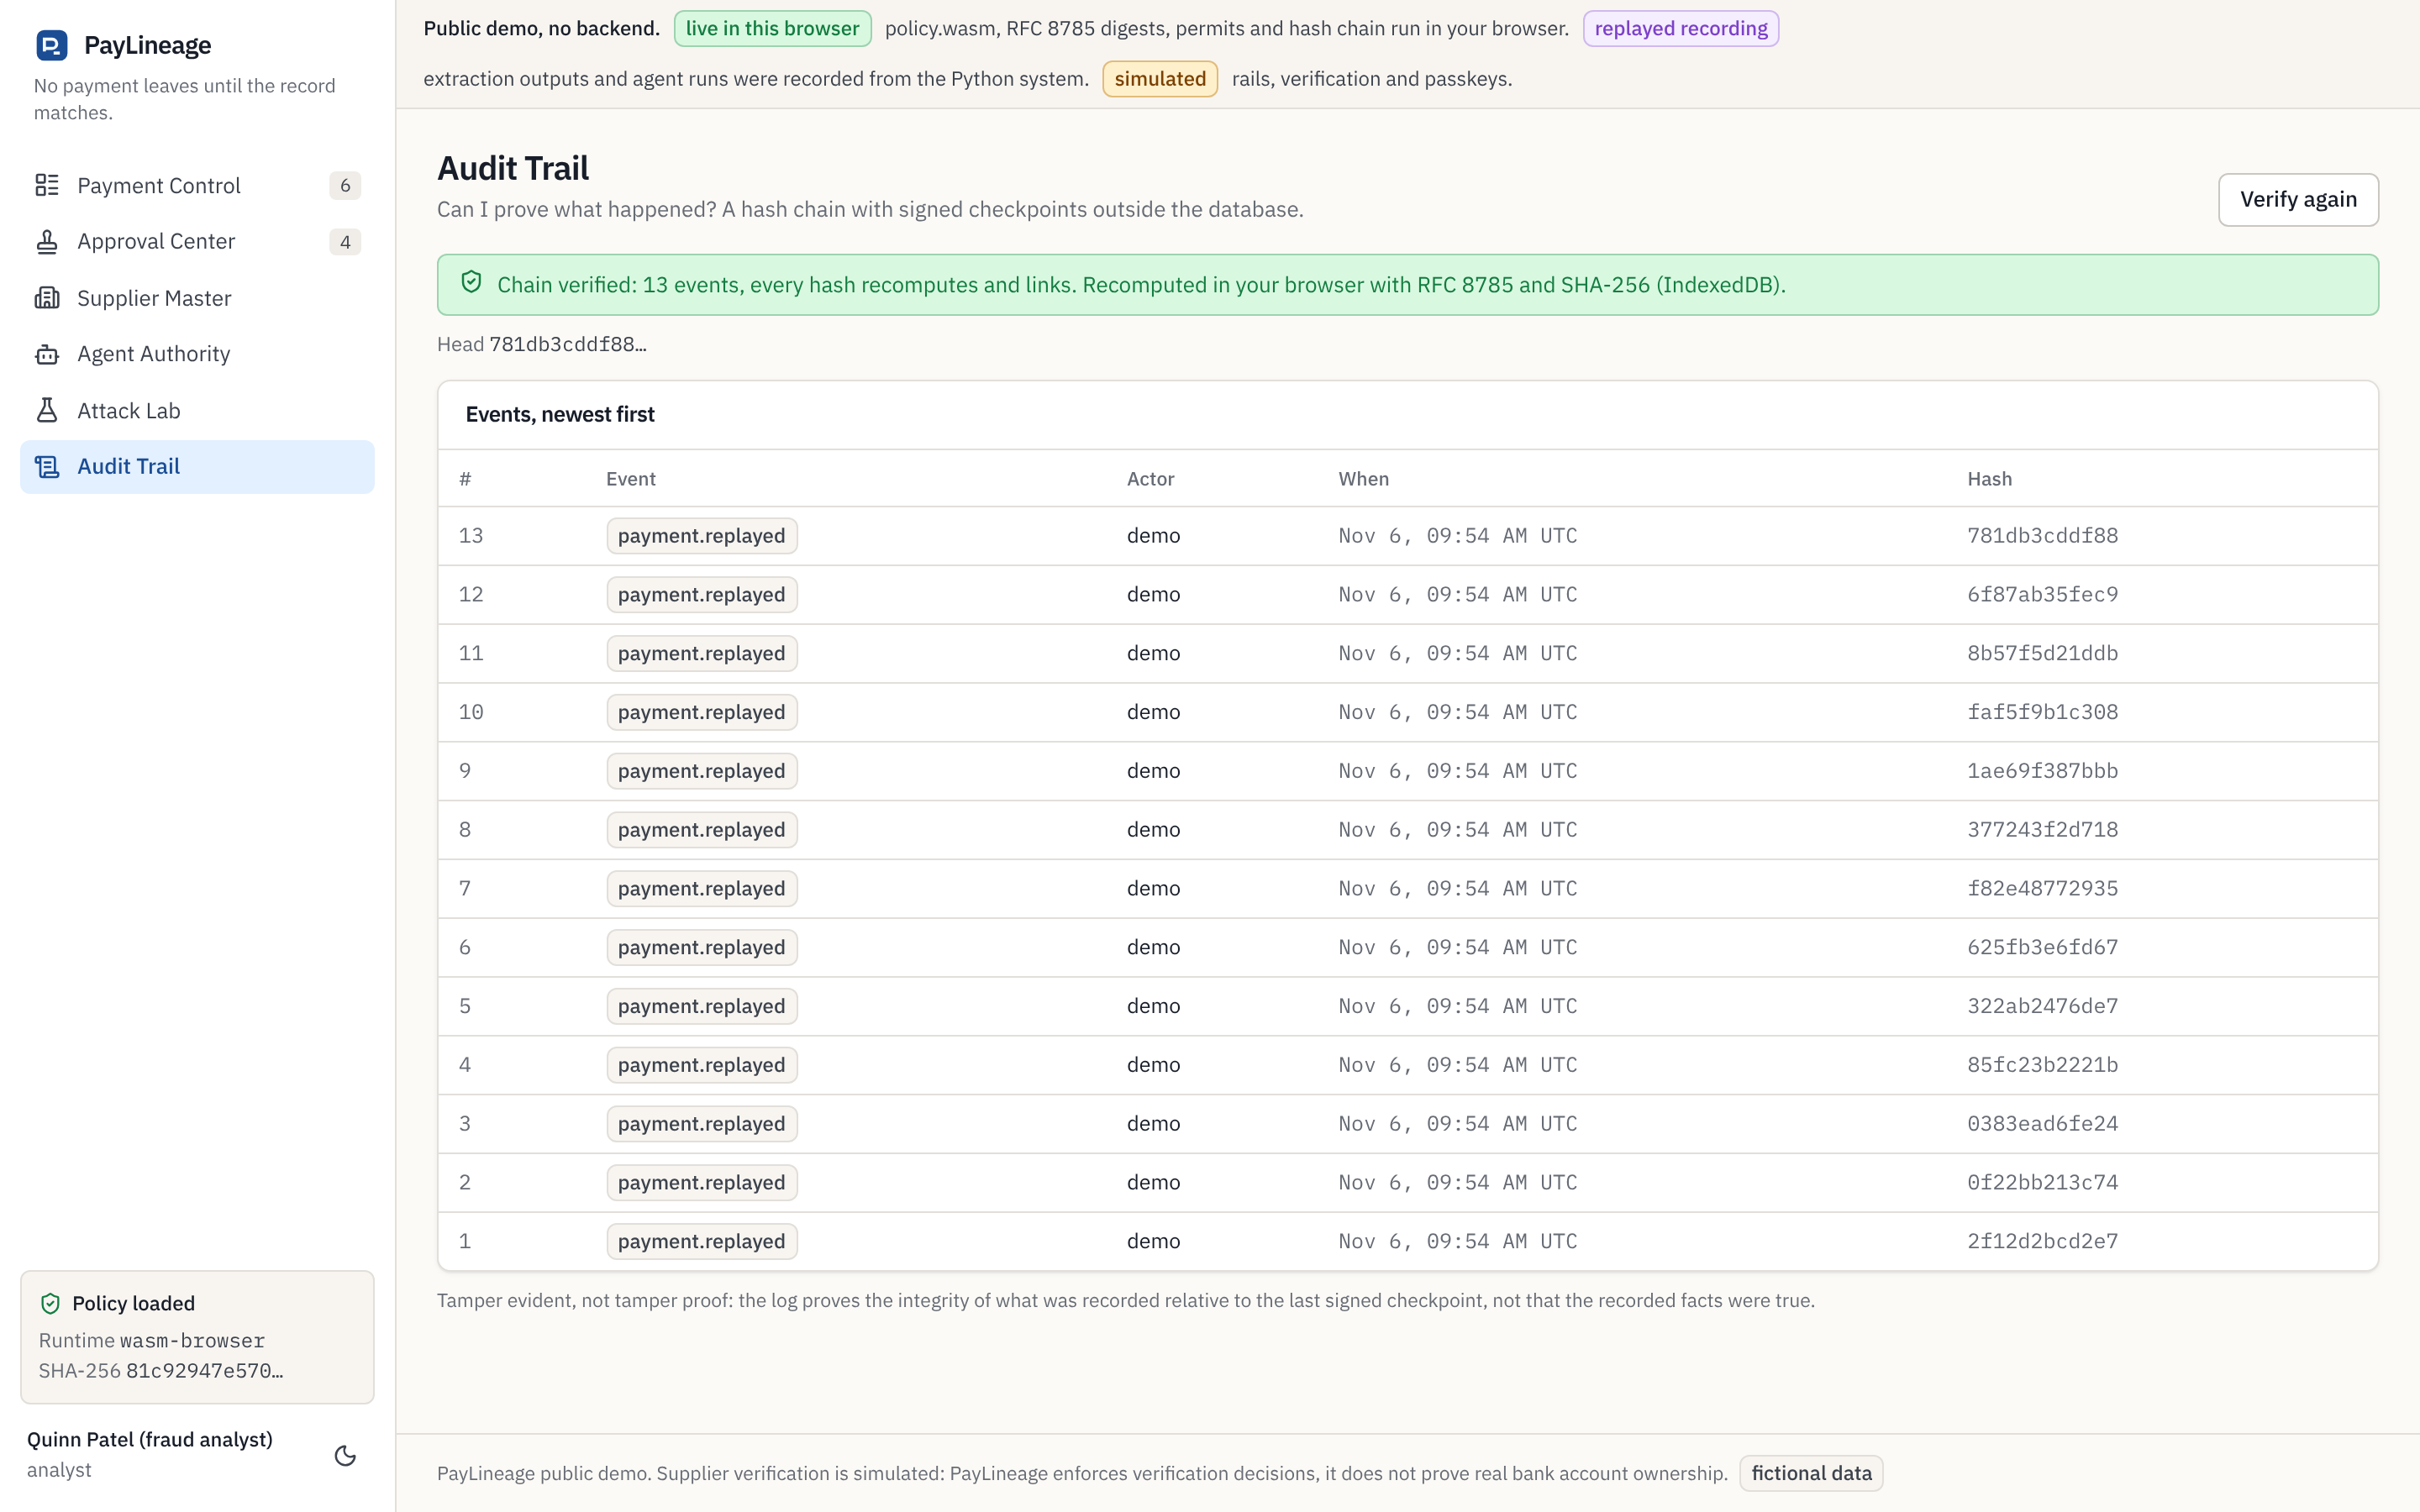 PayLineage
No payment leaves until the record
matches.
Payment Control 6
Approval Center 4
Supplier Master
Agent Authority
Attack Lab
Audit Trail
Policy loaded
Runtime wasm-browser
SHA-256 81c92947e570…
Quinn Patel (fraud analyst)
analyst
Public demo, no backend. live in this browser policy.wasm, RFC 8785 digests, permits and hash chain run in your browser. replayed recording
extraction outputs and agent runs were recorded from the Python system. simulated rails, verification and passkeys.
Audit Trail
Can I prove what happened? A hash chain with signed checkpoints outside the database.
Verify again
Chain verified: 13 events, every hash recomputes and links. Recomputed in your browser with RFC 8785 and SHA-256 (IndexedDB).
Head 781db3cddf88…
Events, newest first
# Event Actor When Hash
13 payment.replayed demo Nov 6, 09:54 AM UTC 781db3cddf88
12 payment.replayed demo Nov 6, 09:54 AM UTC 6f87ab35fec9
11 payment.replayed demo Nov 6, 09:54 AM UTC 8b57f5d21ddb
10 payment.replayed demo Nov 6, 09:54 AM UTC faf5f9b1c308
9 payment.replayed demo Nov 6, 09:54 AM UTC 1ae69f387bbb
8 payment.replayed demo Nov 6, 09:54 AM UTC 377243f2d718
7 payment.replayed demo Nov 6, 09:54 AM UTC f82e48772935
6 payment.replayed demo Nov 6, 09:54 AM UTC 625fb3e6fd67
5 payment.replayed demo Nov 6, 09:54 AM UTC 322ab2476de7
4 payment.replayed demo Nov 6, 09:54 AM UTC 85fc23b2221b
3 payment.replayed demo Nov 6, 09:54 AM UTC 0383ead6fe24
2 payment.replayed demo Nov 6, 09:54 AM UTC 0f22bb213c74
1 payment.replayed demo Nov 6, 09:54 AM UTC 2f12d2bcd2e7
Tamper evident, not tamper proof: the log proves the integrity of what was recorded relative to the last signed checkpoint, not that the recorded facts were true.
PayLineage public demo. Supplier verification is simulated: PayLineage enforces verification decisions, it does not prove real bank account ownership. fictional data